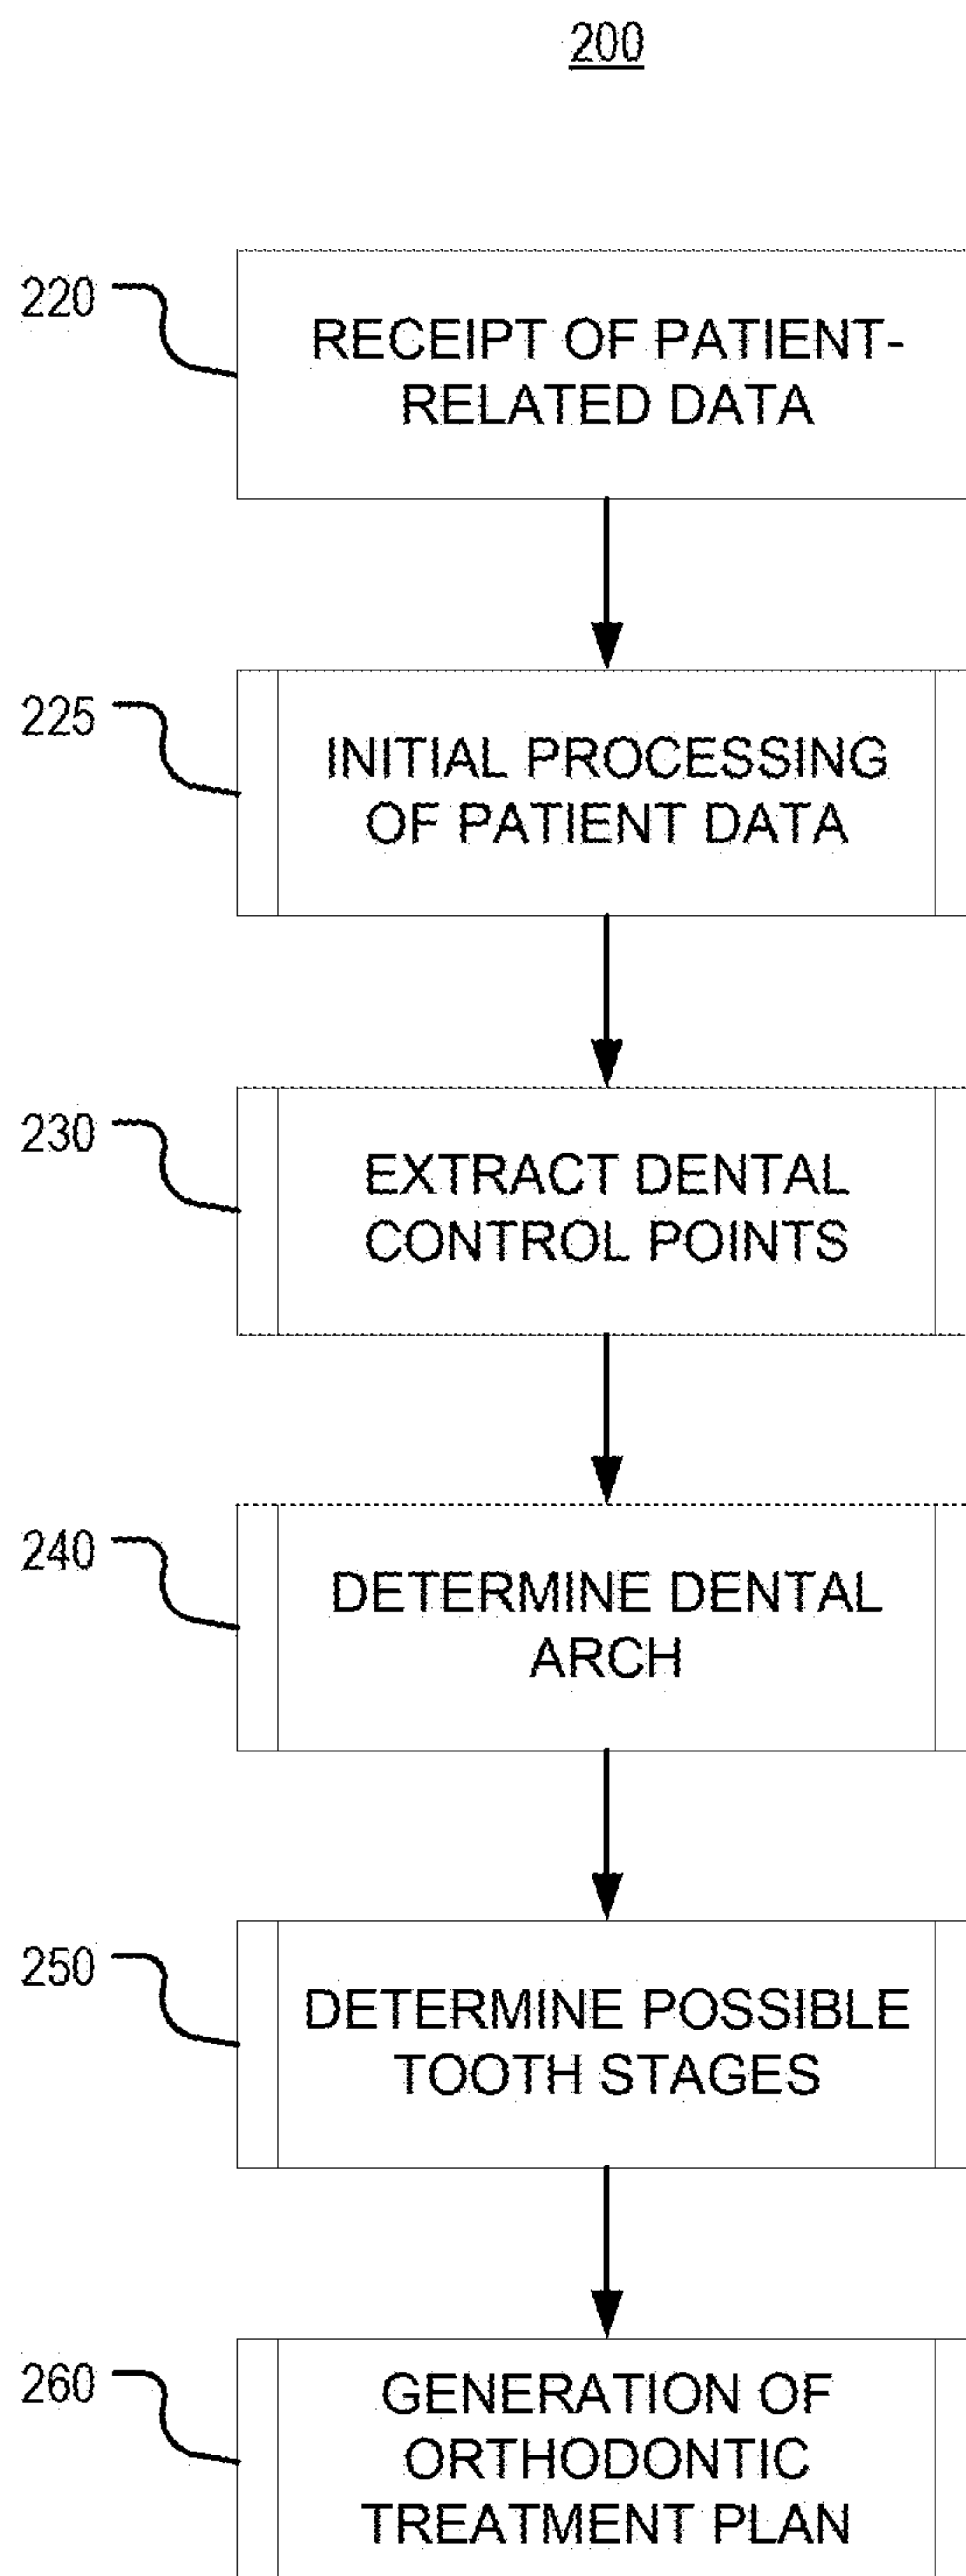 200
220
RECEIPT OF PATIENT-
RELATED DATA
225
INITIAL PROCESSING
OF PATIENT DATA
230
EXTRACT DENTAL
CONTROL POINTS
240
DETERMINE DENTAL
ARCH
250
DETERMINE POSSIBLE
TOOTH STAGES
260
GENERATION OF
ORTHODONTIC
TREATMENT PLAN